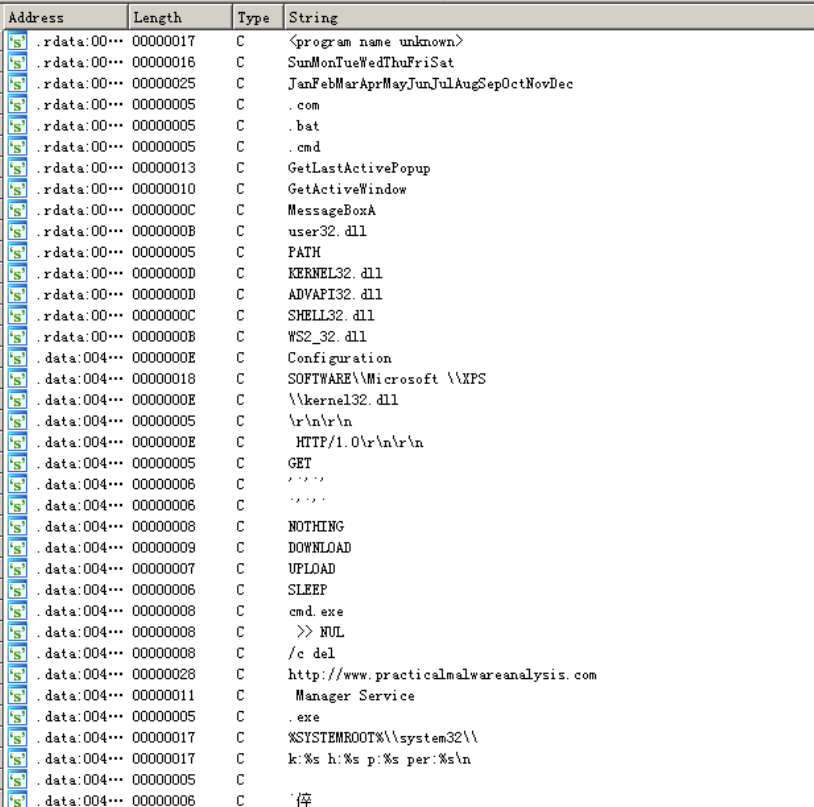 Address Length Type String
's' .rdata:00··· 00000017 C <program name unknown>
's' .rdata:00··· 00000016 C SunMonTueWedThuFriSat
's' .rdata:00··· 00000025 C JanFebMarAprMayJunJulAugSepOctNovDec
's' .rdata:00··· 00000005 C .com
's' .rdata:00··· 00000005 C .bat
's' .rdata:00··· 00000005 C .cmd
's' .rdata:00··· 00000013 C GetLastActivePopup
's' .rdata:00··· 00000010 C GetActiveWindow
's' .rdata:00··· 0000000C C MessageBoxA
's' .rdata:00··· 0000000B C user32.dll
's' .rdata:00··· 00000005 C PATH
's' .rdata:00··· 0000000D C KERNEL32.dll
's' .rdata:00··· 0000000D C ADVAPI32.dll
's' .rdata:00··· 0000000C C SHELL32.dll
's' .rdata:00··· 0000000B C WS2_32.dll
's' .data:004··· 0000000E C Configuration
's' .data:004··· 00000018 C SOFTWARE\\Microsoft \\XPS
's' .data:004··· 0000000E C \\kernel32.dll
's' .data:004··· 00000005 C \r\n\r\n
's' .data:004··· 0000000E C HTTP/1.0\r\n\r\n
's' .data:004··· 00000005 C GET
's' .data:004··· 00000006 C '`'`'
's' .data:004··· 00000006 C `'`'`
's' .data:004··· 00000008 C NOTHING
's' .data:004··· 00000009 C DOWNLOAD
's' .data:004··· 00000007 C UPLOAD
's' .data:004··· 00000006 C SLEEP
's' .data:004··· 00000008 C cmd.exe
's' .data:004··· 00000008 C >> NUL
's' .data:004··· 00000008 C /c del
's' .data:004··· 00000028 C http://www.practicalmalwareanalysis.com
's' .data:004··· 00000011 C Manager Service
's' .data:004··· 00000005 C .exe
's' .data:004··· 00000017 C %SYSTEMROOT%\\system32\\
's' .data:004··· 00000017 C k:%s h:%s p:%s per:%s\n
's' .data:004··· 00000005 C
's' .data:004··· 00000006 C